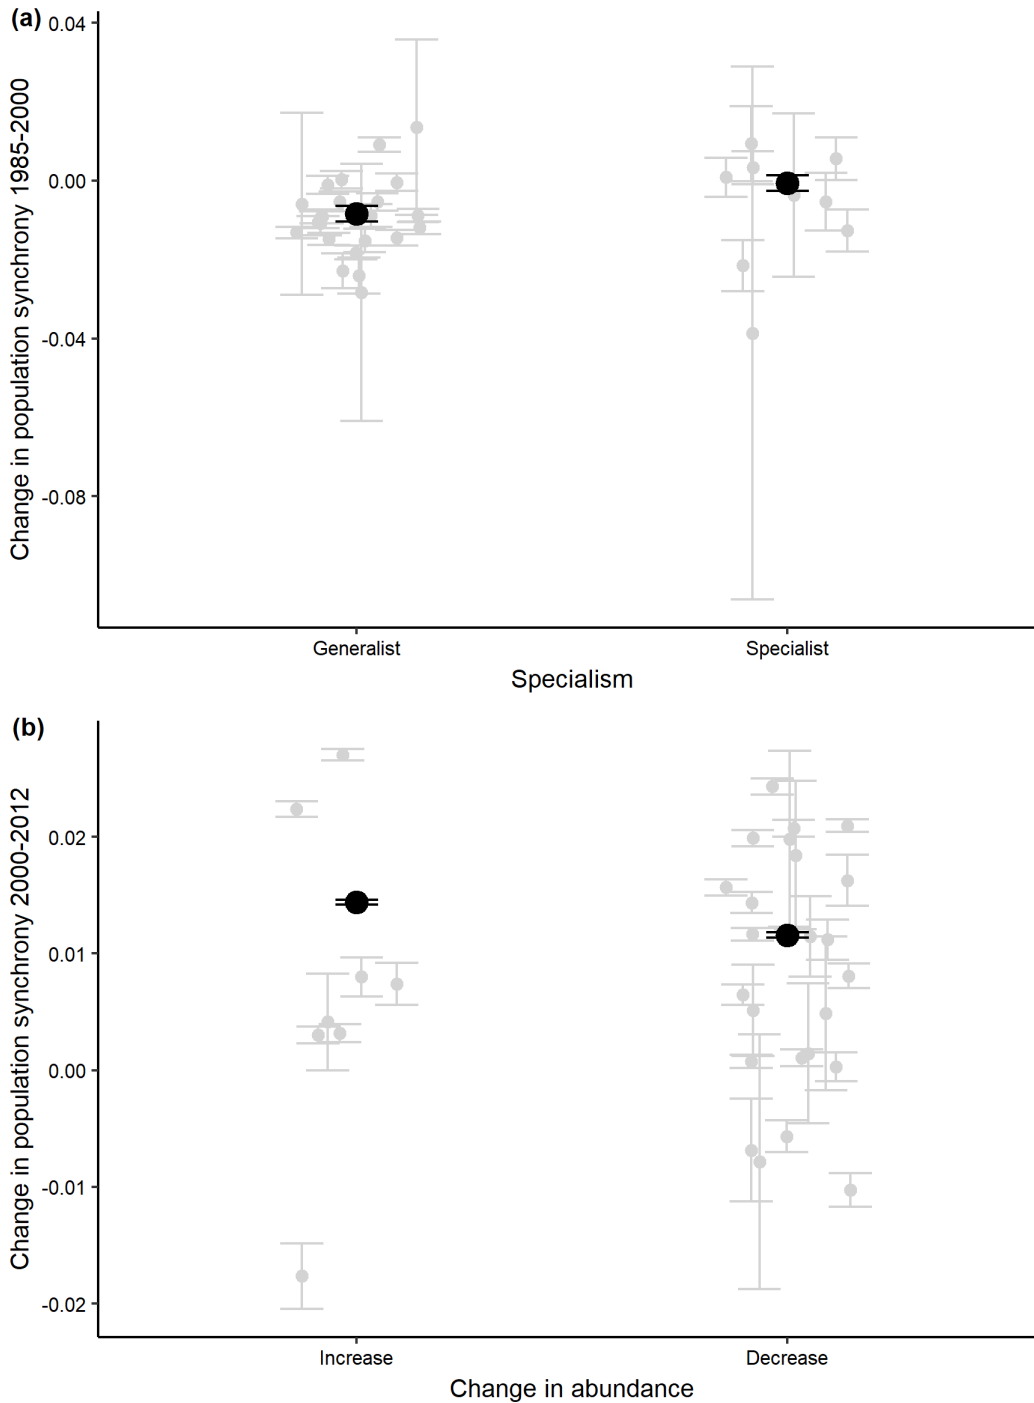 (a)
Change in population synchrony 1985-2000
0.04
0.00
-0.04
-0.08
Generalist Specialist
Specialism
(b)
Change in population synchrony 2000-2012
0.02
0.01
0.00
-0.01
-0.02
Increase Decrease
Change in abundance